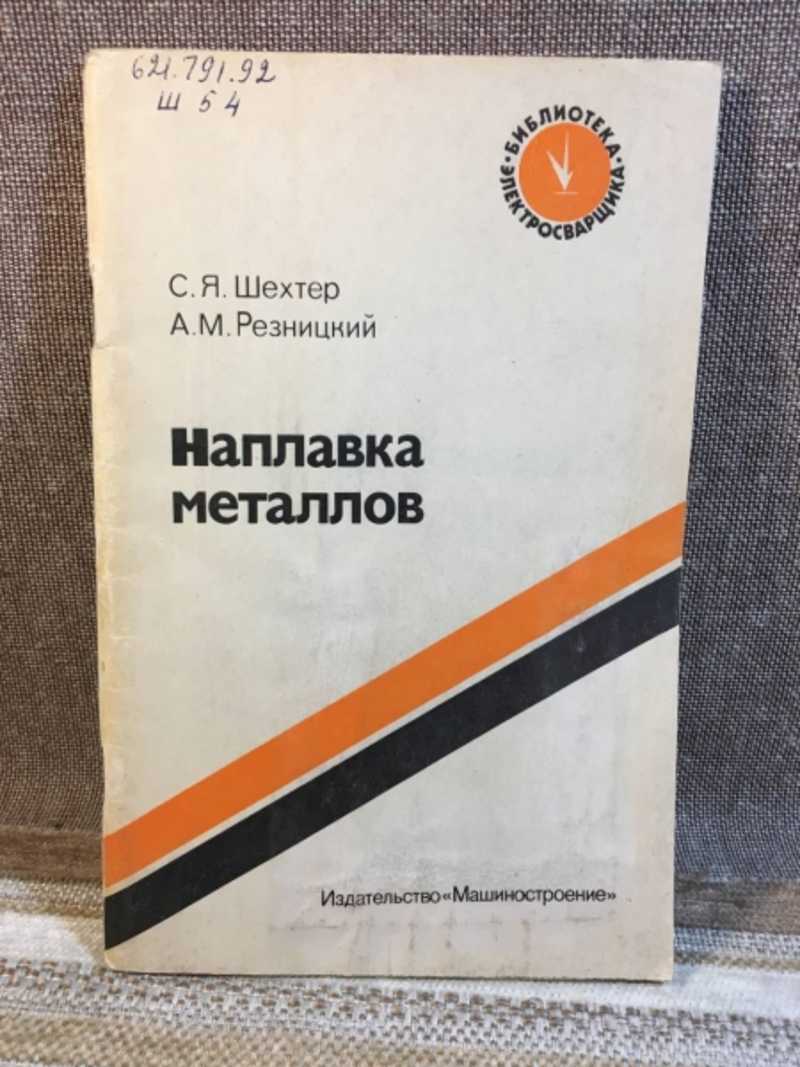 621.791.92
Ш 54
• БИБЛИОТЕКА •
ЭЛЕКТРОСВАРЩИКА
С. Я. Шехтер
А. М. Резницкий
Наплавка
металлов
Издательство «Машиностроение»